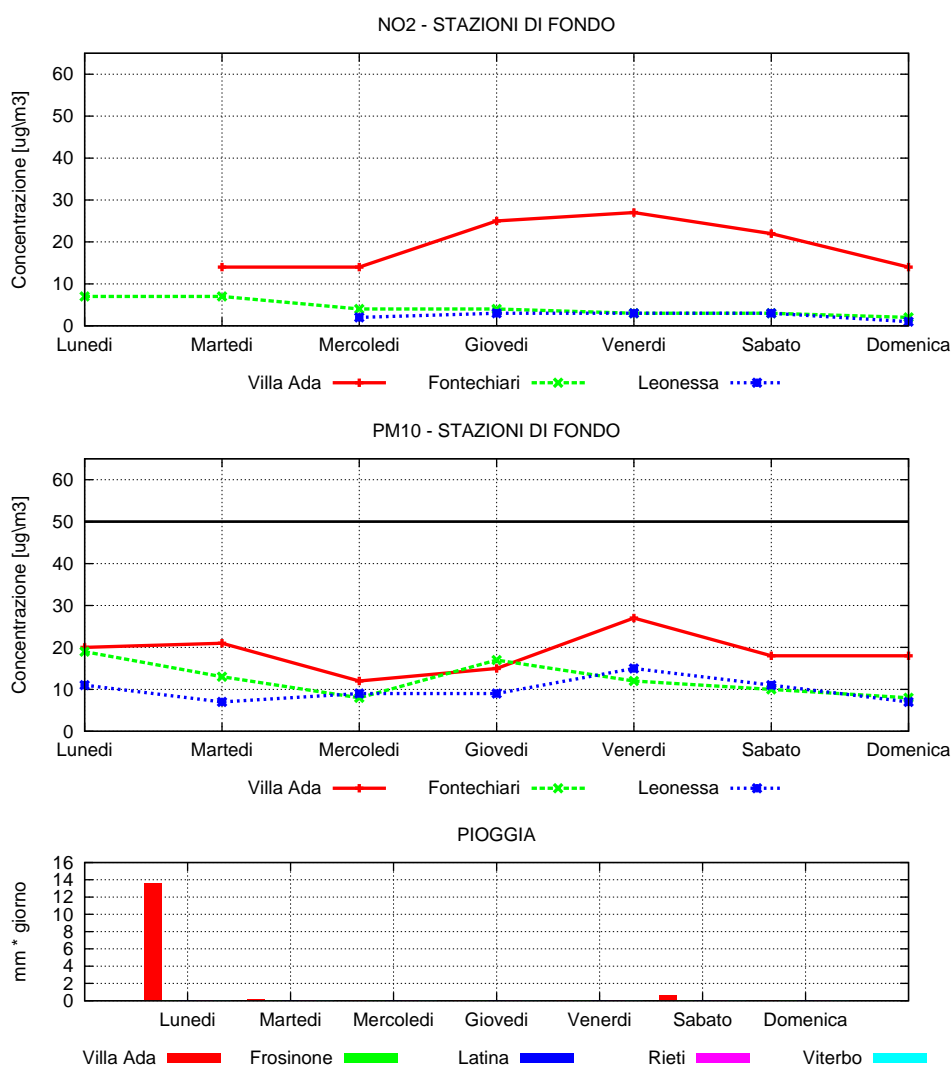 NO2 - STAZIONI DI FONDO
Concentrazione [ug\m3]
60
50
40
30
20
10
0
Lunedi Martedi Mercoledi Giovedi Venerdi Sabato Domenica
Villa Ada Fontechiari Leonessa
PM10 - STAZIONI DI FONDO
Concentrazione [ug\m3]
60
50
40
30
20
10
0
Lunedi Martedi Mercoledi Giovedi Venerdi Sabato Domenica
Villa Ada Fontechiari Leonessa
PIOGGIA
mm * giorno
16
14
12
10
8
6
4
2
0
Lunedi Martedi Mercoledi Giovedi Venerdi Sabato Domenica
Villa Ada Frosinone Latina Rieti Viterbo